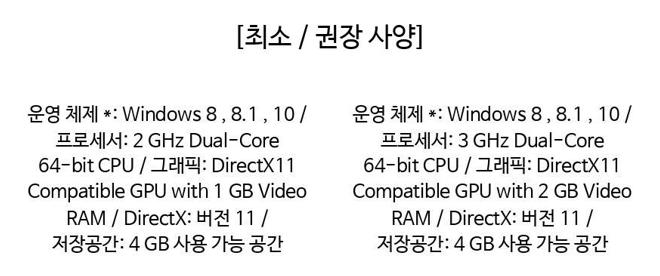 [최소 / 권장 사양]
운영 체제 *: Windows 8 , 8.1 , 10 /
프로세서: 2 GHz Dual-Core
64-bit CPU / 그래픽: DirectX11
Compatible GPU with 1 GB Video
RAM / DirectX: 버전 11 /
저장공간: 4 GB 사용 가능 공간
운영 체제 *: Windows 8 , 8.1 , 10 /
프로세서: 3 GHz Dual-Core
64-bit CPU / 그래픽: DirectX11
Compatible GPU with 2 GB Video
RAM / DirectX: 버전 11 /
저장공간: 4 GB 사용 가능 공간